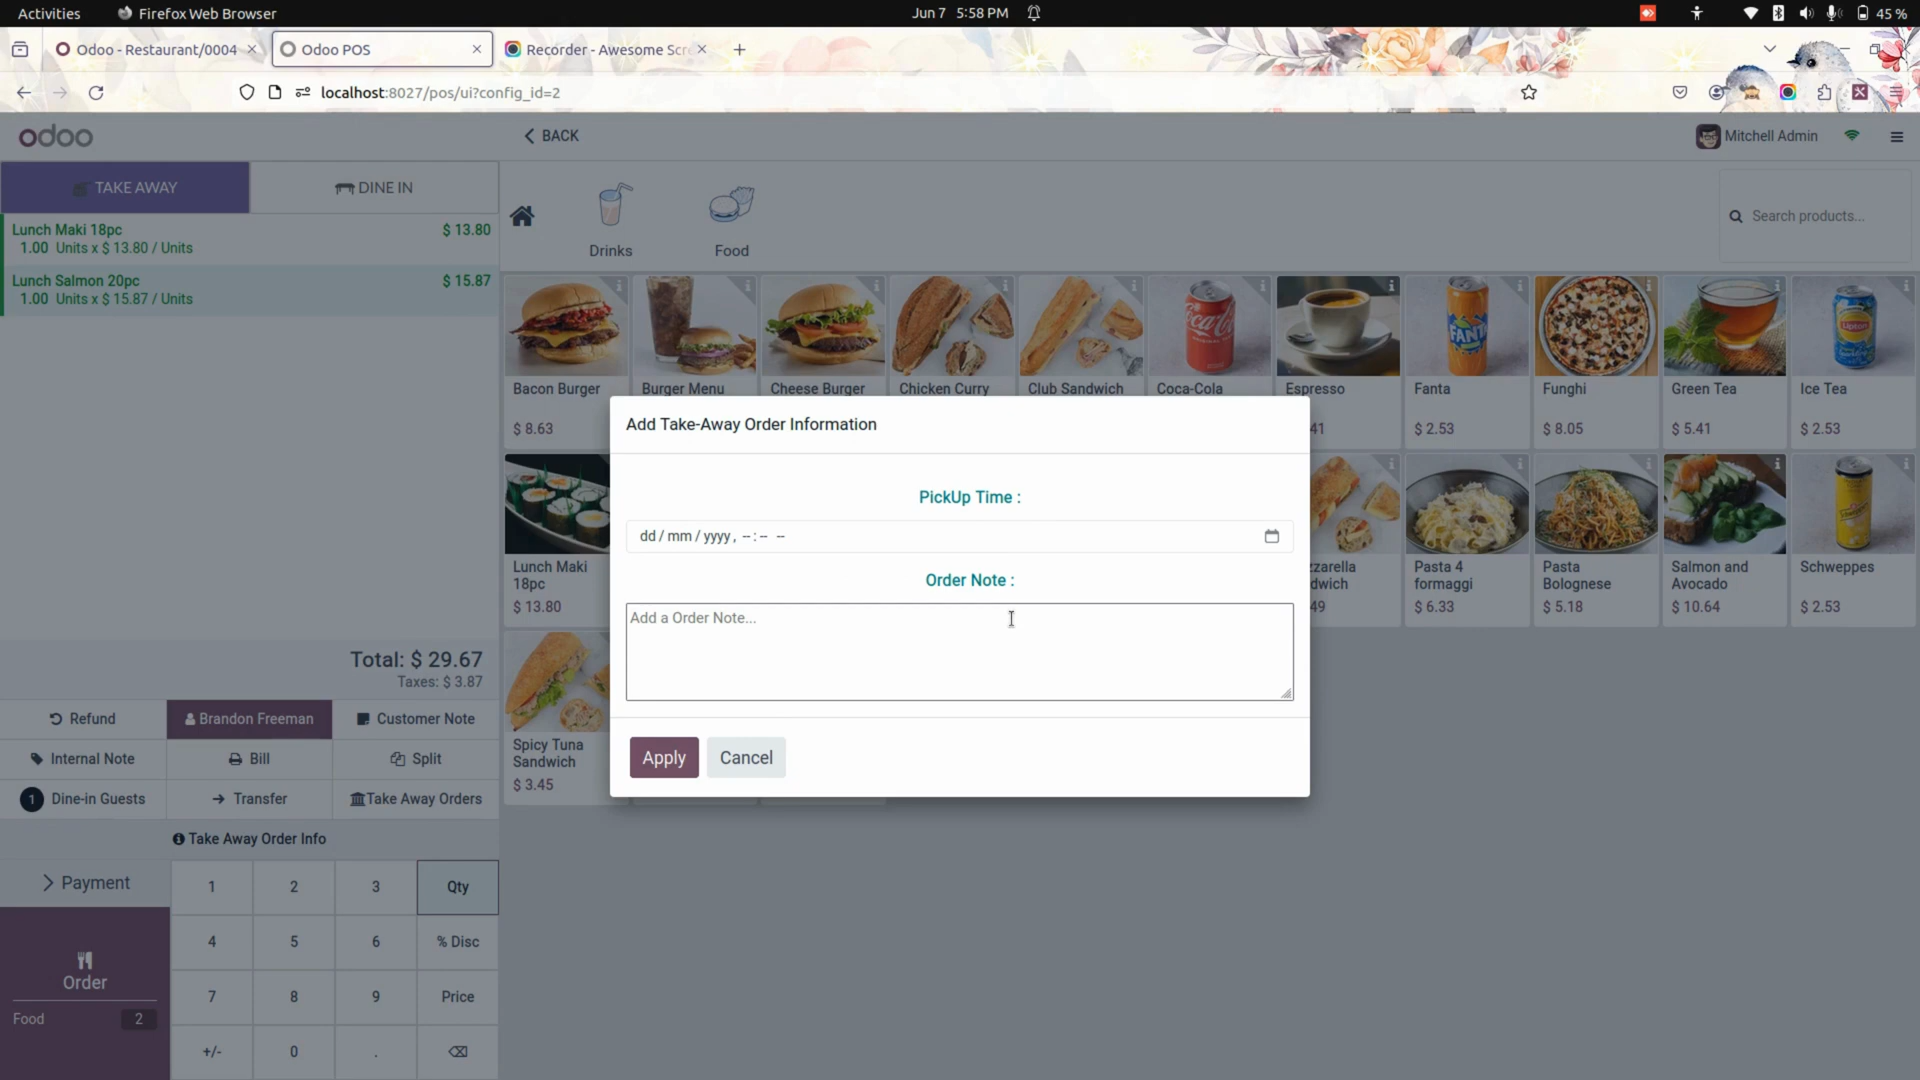 Activities
Firefox Web Browser
Jun 7 5:58 PM
45 %
Odoo - Restaurant/0004
Odoo POS
Recorder - Awesome Scr
localhost:8027/pos/ui?config_id=2
odoo
BACK
Mitchell Admin
TAKE AWAY
DINE IN
Lunch Maki 18pc
$ 13.80
1.00 Units x $ 13.80 / Units
Lunch Salmon 20pc
$ 15.87
1.00 Units x $ 15.87 / Units
Drinks
Food
Search products...
Bacon Burger
Burger Menu
Cheese Burger
Chicken Curry
Club Sandwich
Coca-Cola
Espresso
Fanta
Funghi
Green Tea
Ice Tea
$ 8.63
41
$ 2.53
$ 8.05
$ 5.41
$ 2.53
Add Take-Away Order Information
PickUp Time :
dd / mm / yyyy, --:-- --
Order Note :
Add a Order Note...
Apply
Cancel
Lunch Maki
18pc
$ 13.80
zzarella
dwich
49
Pasta 4
formaggi
$ 6.33
Pasta
Bolognese
$ 5.18
Salmon and
Avocado
$ 10.64
Schweppes
$ 2.53
Spicy Tuna
Sandwich
$ 3.45
Total: $ 29.67
Taxes: $ 3.87
Refund
Brandon Freeman
Customer Note
Internal Note
Bill
Split
1 Dine-in Guests
Transfer
Take Away Orders
Take Away Order Info
Payment
1
2
3
Qty
4
5
6
% Disc
Order
Food 2
7
8
9
Price
+/-
0
.